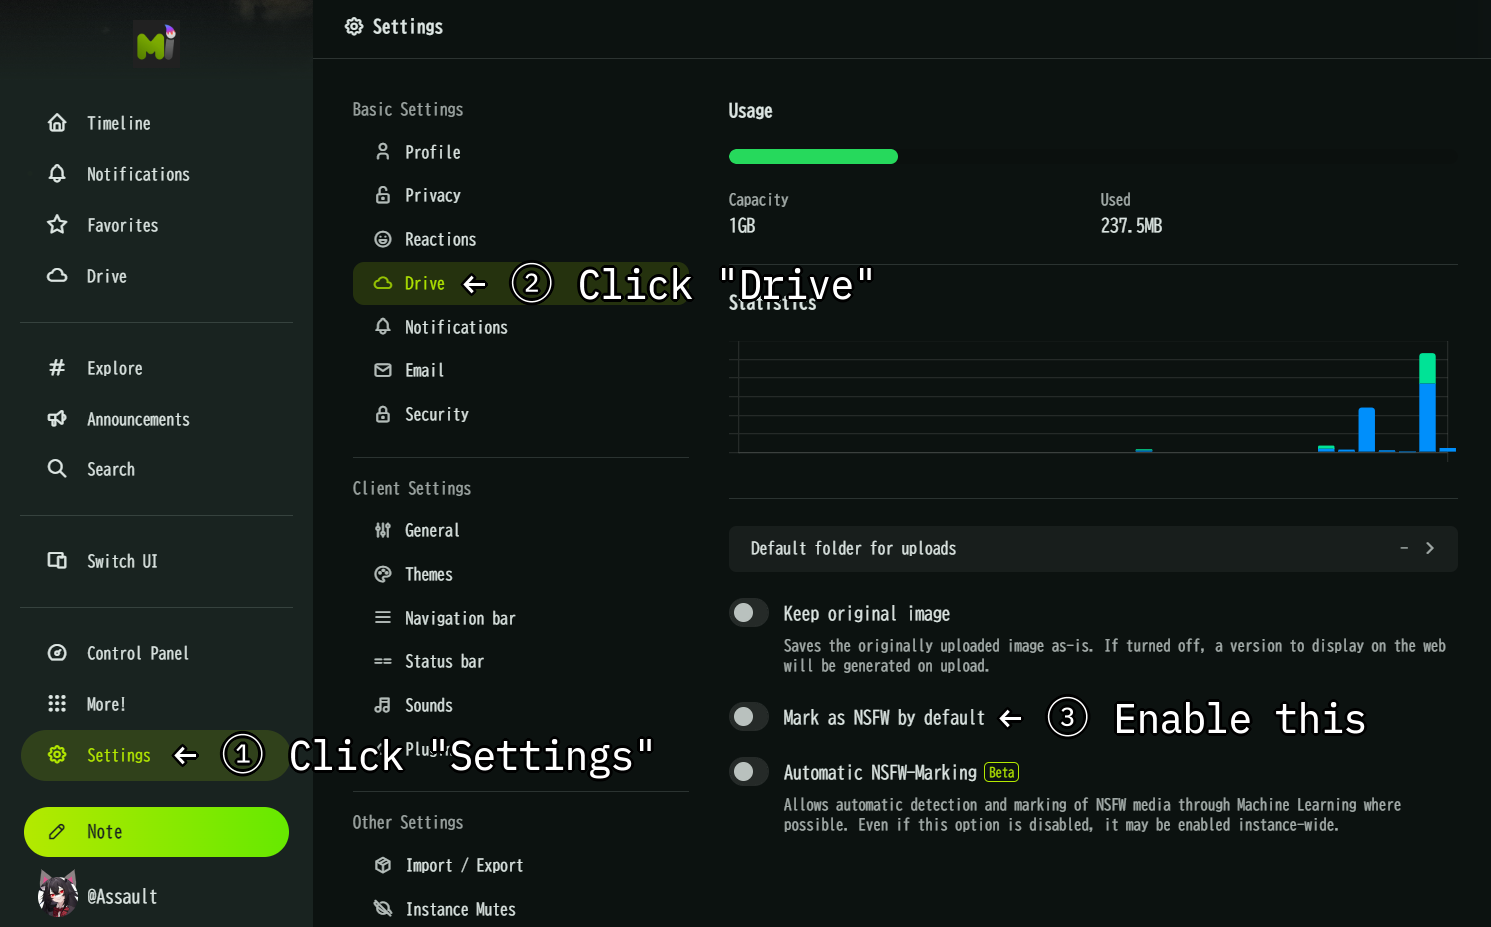 Mi
Timeline
Notifications
Favorites
Drive
Explore
Announcements
Search
Switch UI
Control Panel
More!
Settings
← ① Click "Settings"
Note
@Assault
Settings
Basic Settings
Profile
Privacy
Reactions
Drive
← ② Click "Drive"
Notifications
Email
Security
Client Settings
General
Themes
Navigation bar
Status bar
Sounds
Other Settings
Import / Export
Instance Mutes
Usage
Capacity
1GB
Used
237.5MB
Statistics
Default folder for uploads
-
Keep original image
Saves the originally uploaded image as-is. If turned off, a version to display on the web
will be generated on upload.
Mark as NSFW by default
← ③ Enable this
Automatic NSFW-Marking Beta
Allows automatic detection and marking of NSFW media through Machine Learning where
possible. Even if this option is disabled, it may be enabled instance-wide.